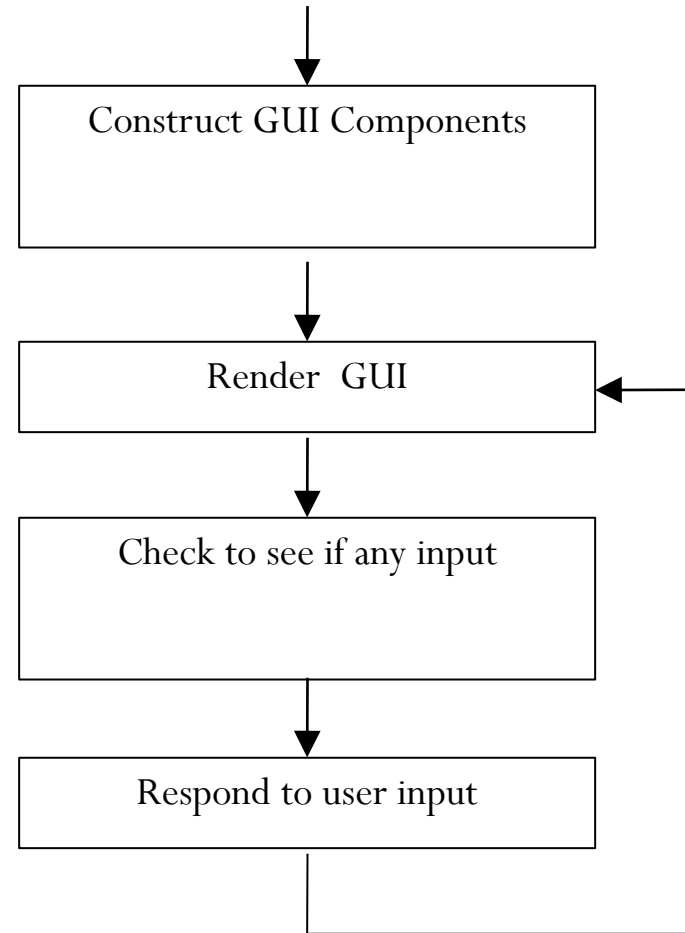 Construct GUI Components
Render GUI
Check to see if any input
Respond to user input